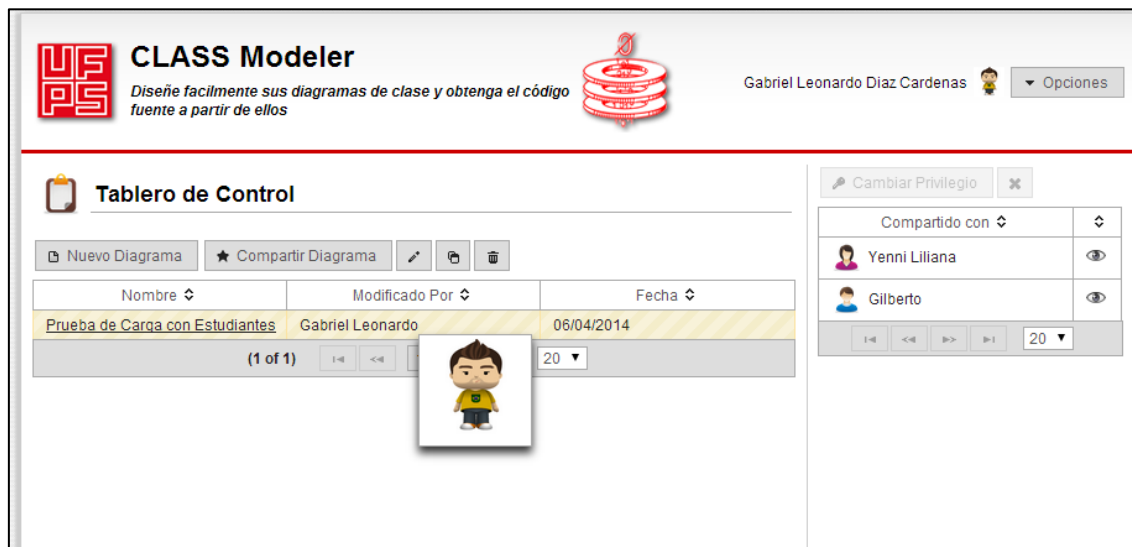 UFPS
CLASS Modeler
Diseñe facilmente sus diagramas de clase y obtenga el código
fuente a partir de ellos
Gabriel Leonardo Diaz Cardenas
Opciones
Tablero de Control
Nuevo Diagrama
Compartir Diagrama
Nombre
Modificado Por
Fecha
Prueba de Carga con Estudiantes
Gabriel Leonardo
06/04/2014
(1 of 1)
20
Cambiar Privilegio
Compartido con
Yenni Liliana
Gilberto
20